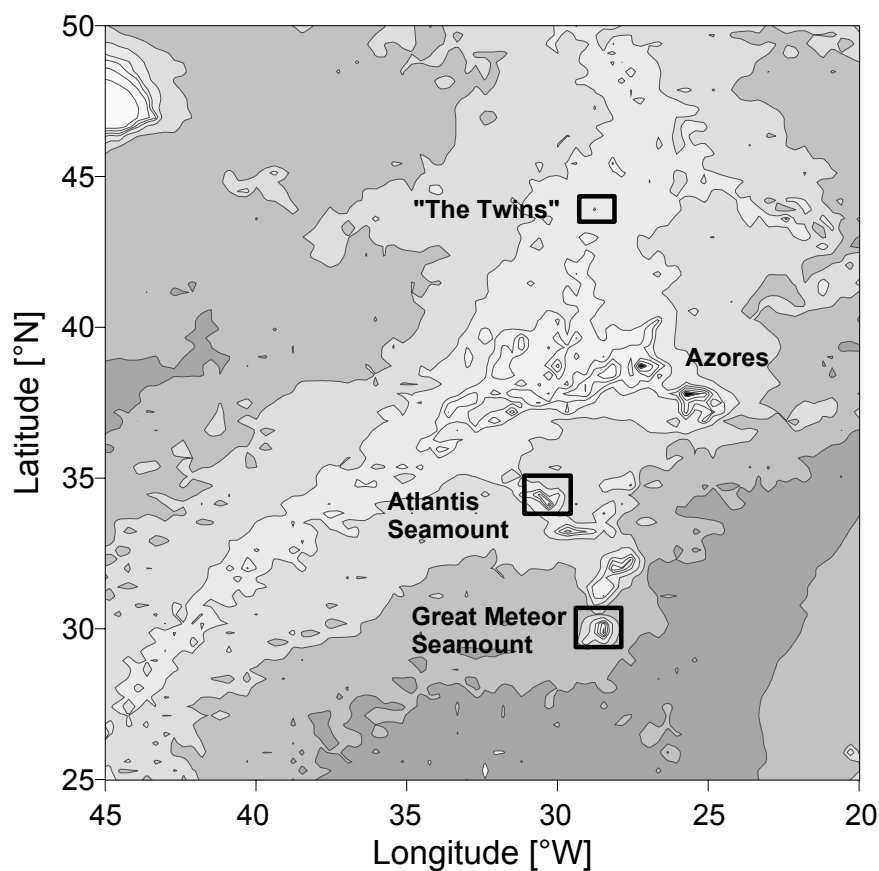 50
45
"The Twins"
40
Azores
Latitude [°N]
35
Atlantis
Seamount
30
Great Meteor
Seamount
25
45 40 35 30 25 20
Longitude [°W]